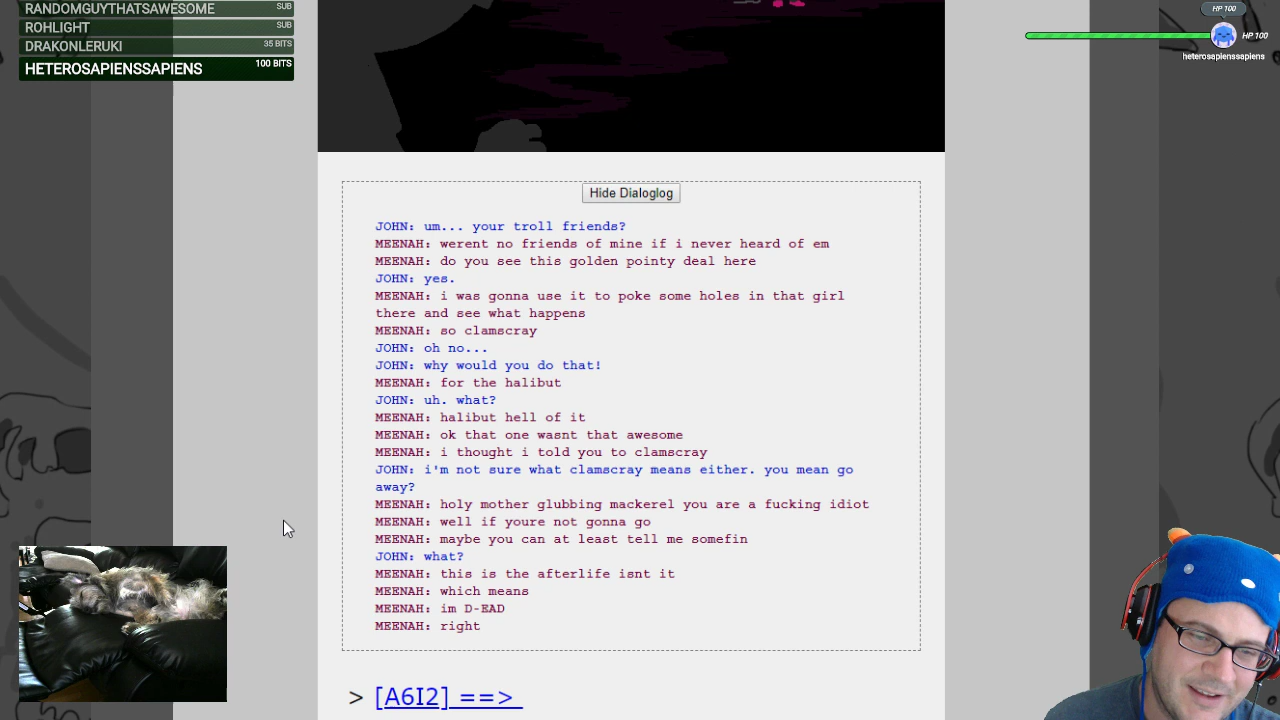 RANDOMGUYTHATSAWESOME SUB
ROHLIGHT SUB
DRAKONLERUKI 35 BITS
HETEROSAPIENSSAPIENS 100 BITS
HP 100
HP 100
heterosapienssapiens
Hide Dialoglog
JOHN: um... your troll friends?
MEENAH: werent no friends of mine if i never heard of em
MEENAH: do you see this golden pointy deal here
JOHN: yes.
MEENAH: i was gonna use it to poke some holes in that girl
there and see what happens
MEENAH: so clamscray
JOHN: oh no...
JOHN: why would you do that!
MEENAH: for the halibut
JOHN: uh. what?
MEENAH: halibut hell of it
MEENAH: ok that one wasnt that awesome
MEENAH: i thought i told you to clamscray
JOHN: i'm not sure what clamscray means either. you mean go
away?
MEENAH: holy mother glubbing mackerel you are a fucking idiot
MEENAH: well if youre not gonna go
MEENAH: maybe you can at least tell me somefin
JOHN: what?
MEENAH: this is the afterlife isnt it
MEENAH: which means
MEENAH: im D-EAD
MEENAH: right
> [A6I2] ==>